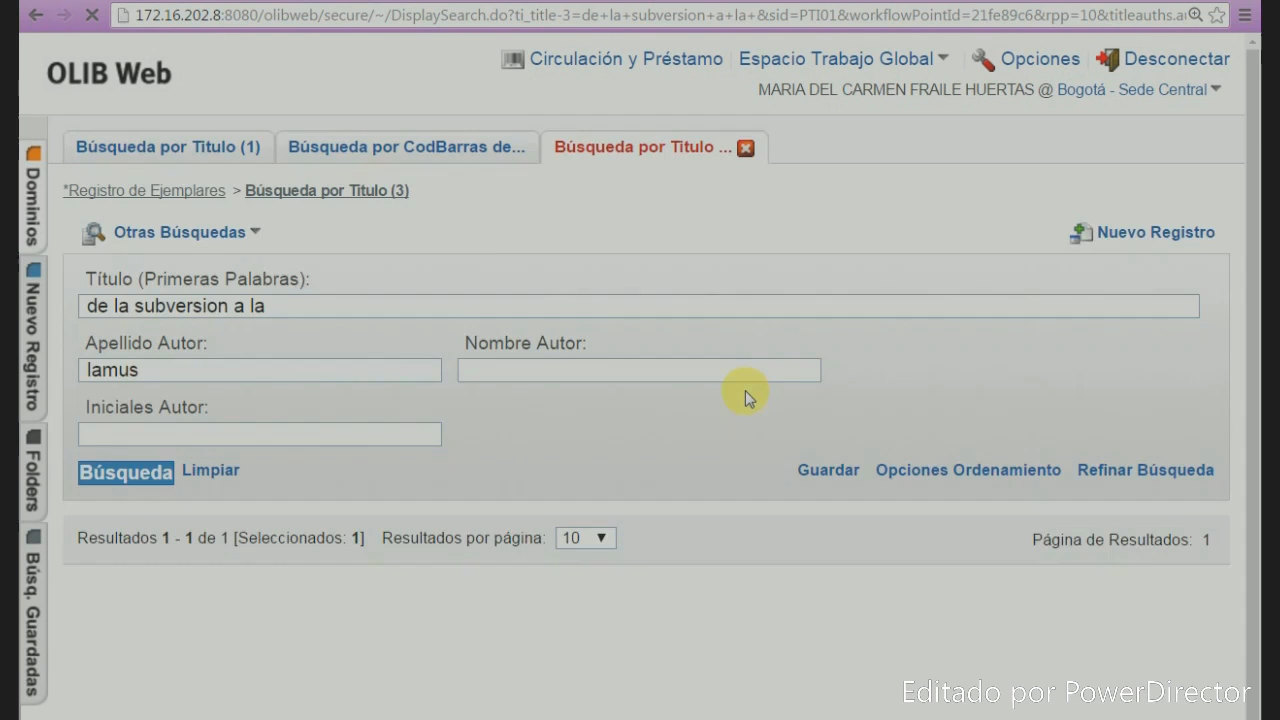 172.16.202.8:8080/olibweb/secure/~/DisplaySearch.do?ti_title-3=de+la+subversion+a+la+&sid=PTI01&workflowPointId=21fe89c6&rpp=10&titleauths.au
OLIB Web
Circulación y Préstamo Espacio Trabajo Global Opciones Desconectar
MARIA DEL CARMEN FRAILE HUERTAS @ Bogotá - Sede Central
Búsqueda por Titulo (1) Búsqueda por CodBarras de... Búsqueda por Titulo ...
*Registro de Ejemplares > Búsqueda por Titulo (3)
Otras Búsquedas Nuevo Registro
Título (Primeras Palabras):
de la subversion a la
Apellido Autor: Nombre Autor:
lamus
Iniciales Autor:
Búsqueda Limpiar Guardar Opciones Ordenamiento Refinar Búsqueda
Resultados 1 - 1 de 1 [Seleccionados: 1] Resultados por página: 10 Página de Resultados: 1
Dominios
Nuevo Registro
Folders
Búsq. Guardadas
Editado por PowerDirector